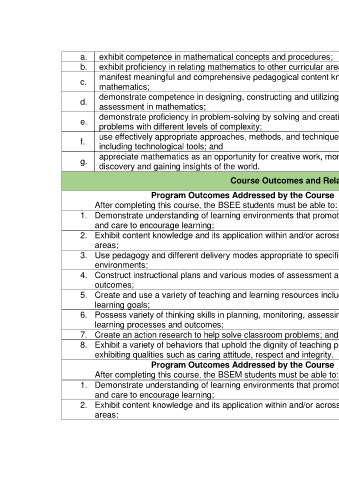 a. exhibit competence in mathematical concepts and procedures;
b. exhibit proficiency in relating mathematics to other curricular
c. manifest meaningful and comprehensive pedagogical content
mathematics;
d. demonstrate competence in designing, constructing and utilizing
assessment in mathematics;
e. demonstrate proficiency in problem-solving by solving and
problems with different levels of complexity;
f. use effectively appropriate approaches, methods, and
including technological tools; and
g. appreciate mathematics as an opportunity for creative work,
discovery and gaining insights of the world.
Course Outcomes and
Program Outcomes Addressed by the Course
After completing this course, the BSEE students must be able to:
1. Demonstrate understanding of learning environments that
and care to encourage learning;
2. Exhibit content knowledge and its application within and/or across
areas;
3. Use pedagogy and different delivery modes appropriate to
environments;
4. Construct instructional plans and various modes of assessment
outcomes;
5. Create and use a variety of teaching and learning resources
learning goals;
6. Possess variety of thinking skills in planning, monitoring,
learning processes and outcomes;
7. Create an action research to help solve classroom problems; and
8. Exhibit a variety of behaviors that uphold the dignity of teaching
exhibiting qualities such as caring attitude, respect and integrity.
Program Outcomes Addressed by the Course
After completing this course, the BSEM students must be able to:
1. Demonstrate understanding of learning environments that
and care to encourage learning;
2. Exhibit content knowledge and its application within and/or across
areas;